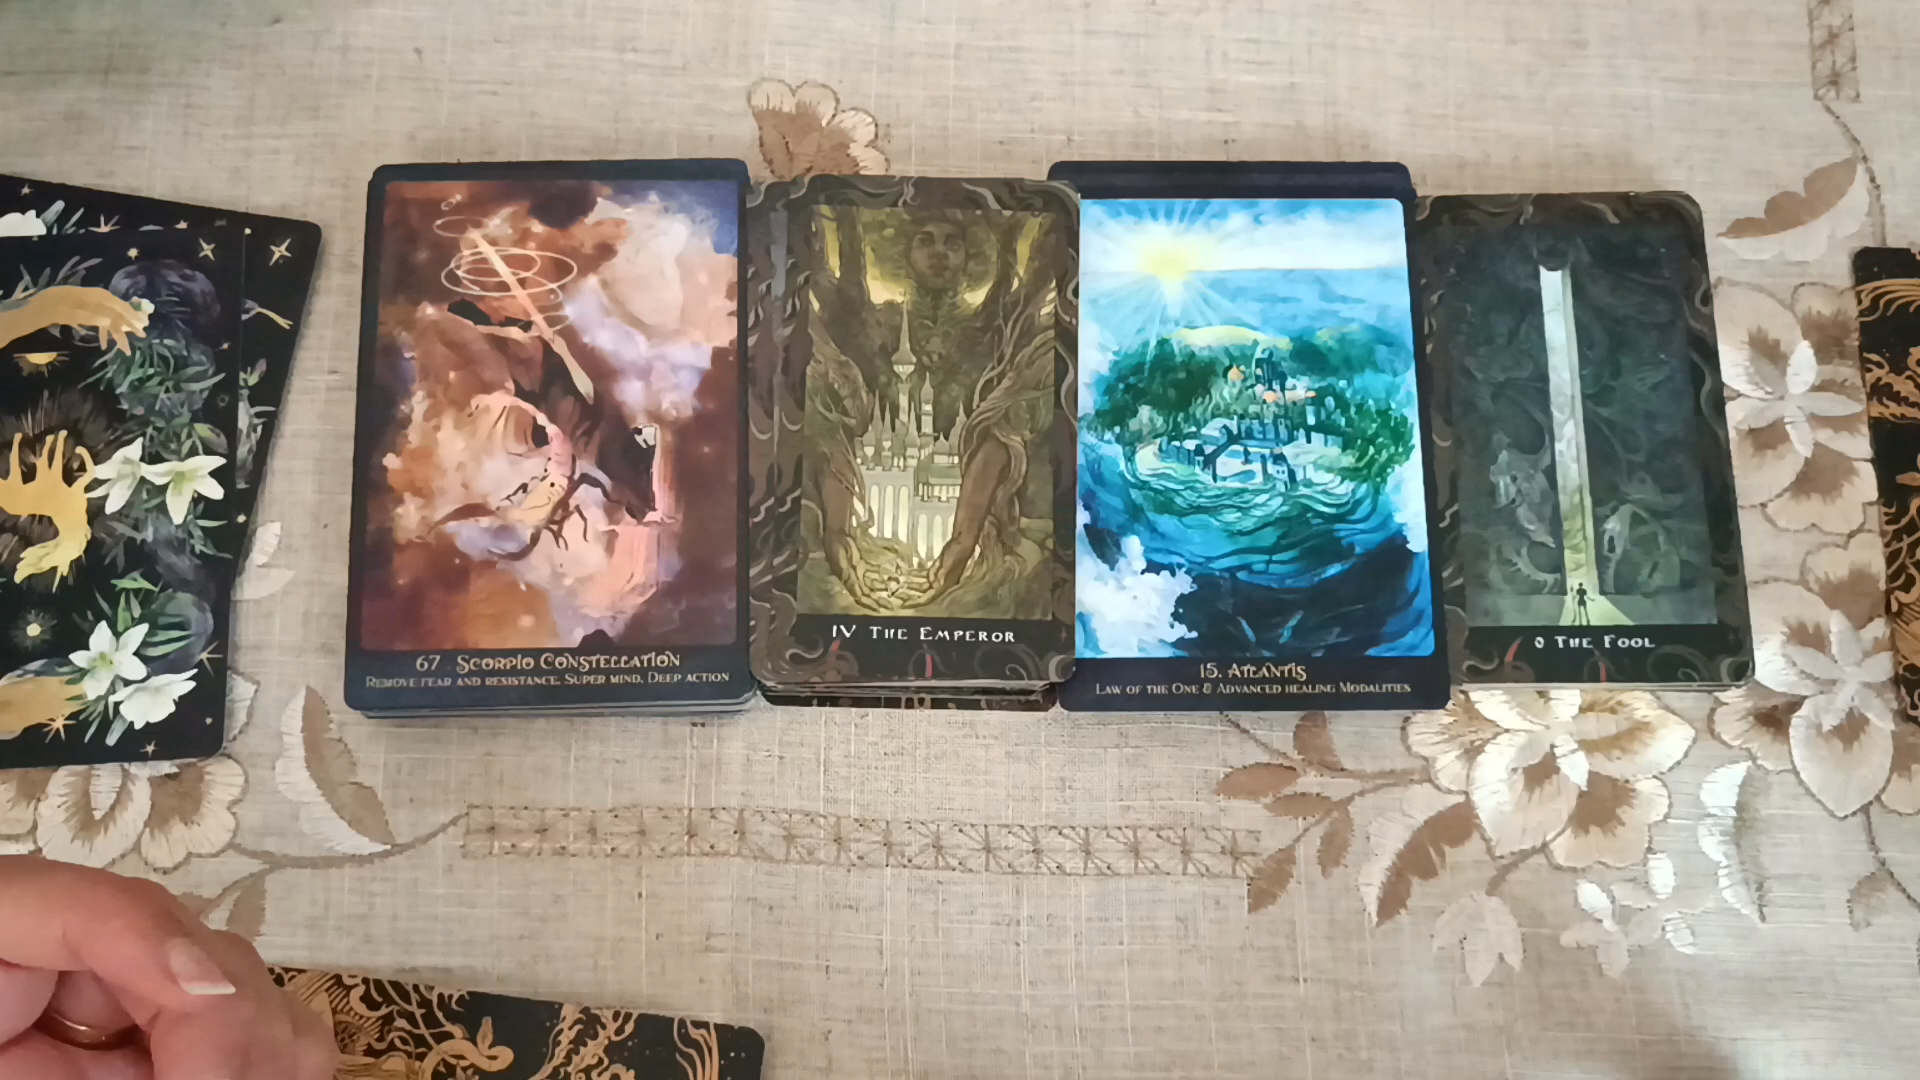 67. Scorpio Constellation
Remove fear and resistance. Super mind, Deep action
IV The Emperor
15. Atlantis
Law of the One & Advanced healing Modalities
0 The Fool